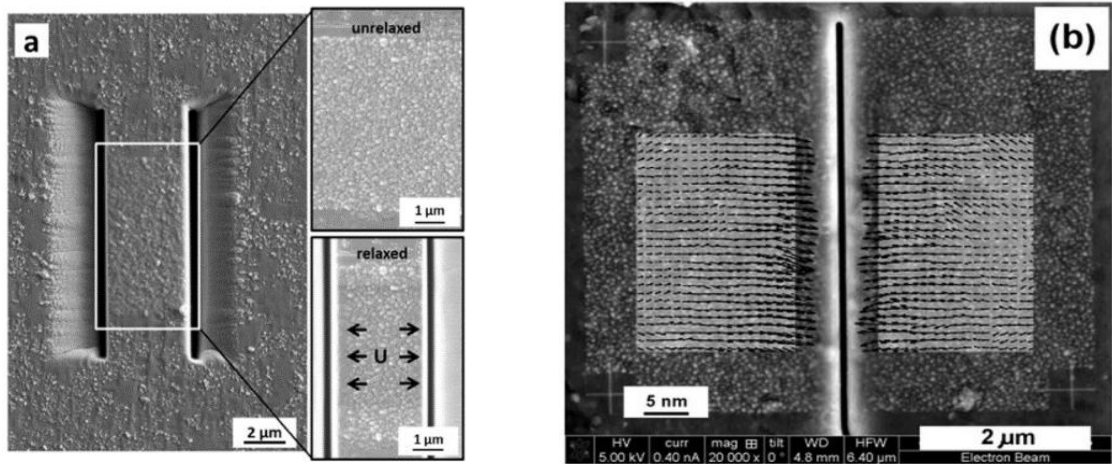 a
2 µm
unrelaxed
1 µm
relaxed
U
1 µm
(b)
5 nm
2 µm
HV curr mag ⊞ tilt WD HFW
5.00 kV 0.40 nA 20 000 x 0 ° 4.8 mm 6.40 µm Electron Beam